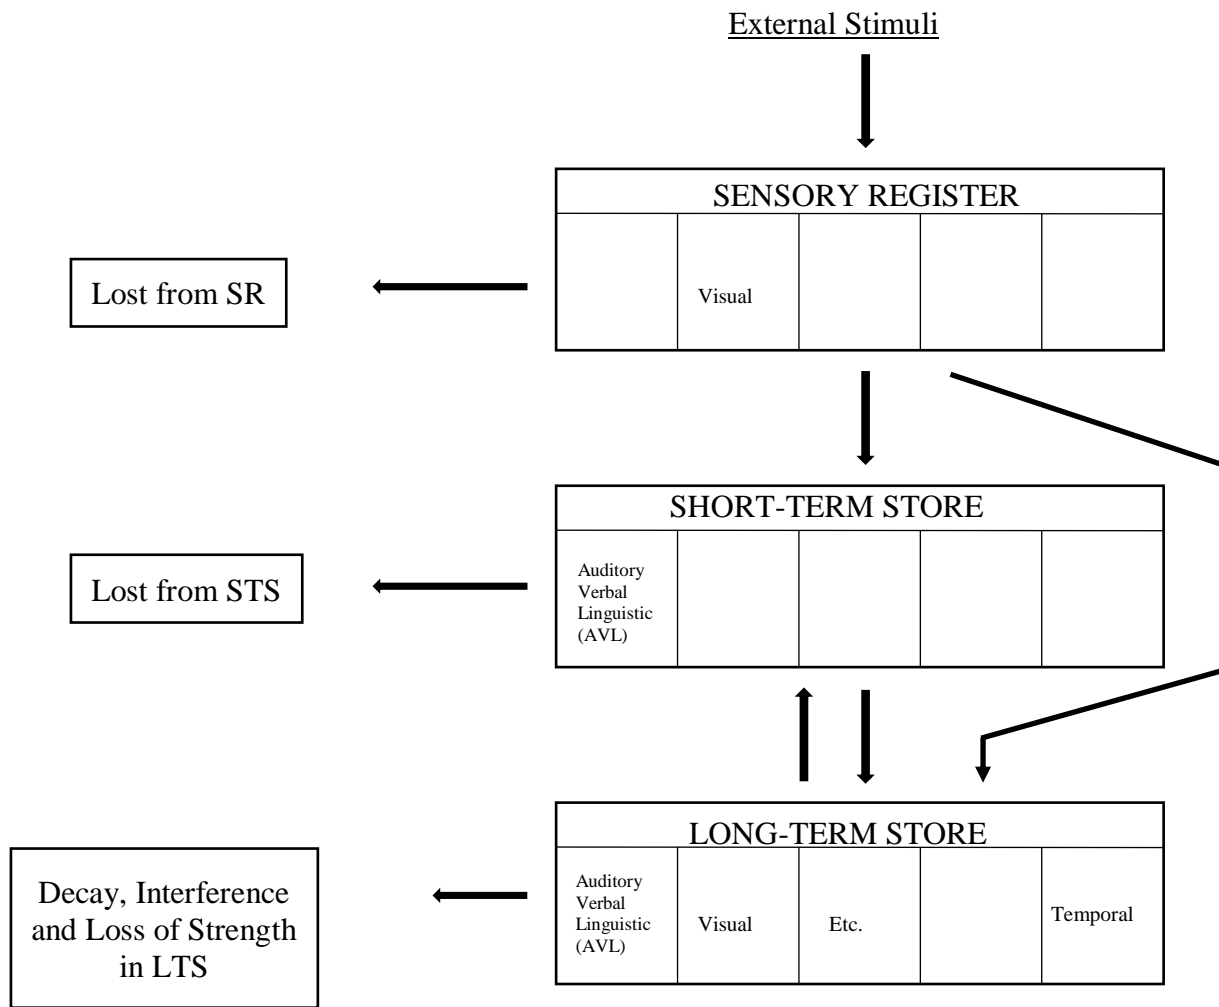 External Stimuli
SENSORY REGISTER
Lost from SR
Visual
SHORT-TERM STORE
Lost from STS
Auditory
Verbal
Linguistic
(AVL)
LONG-TERM STORE
Decay, Interference
and Loss of Strength
in LTS
Auditory
Verbal
Linguistic
(AVL)
Visual
Etc.
Temporal